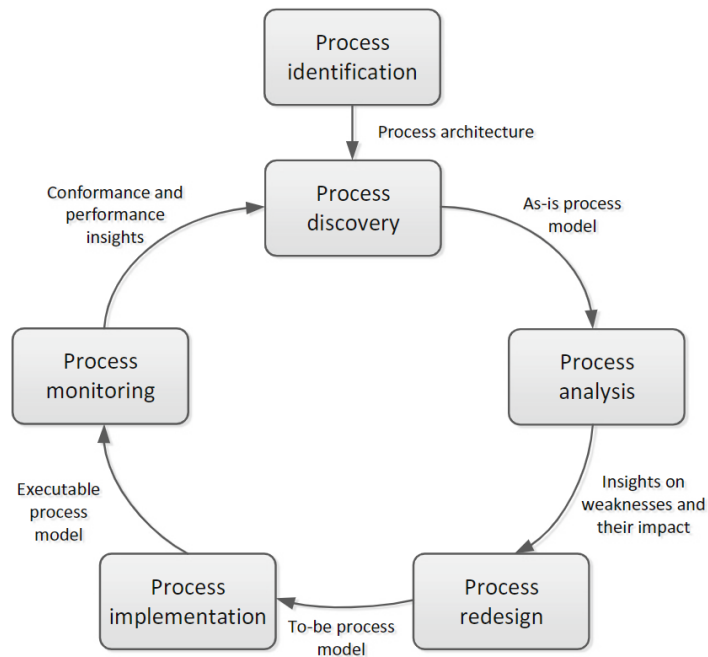 Process
identification
Process architecture
Process
discovery
Conformance and
performance
insights
As-is process
model
Process
monitoring
Process
analysis
Executable
process
model
Insights on
weaknesses and
their impact
Process
implementation
Process
redesign
To-be process
model